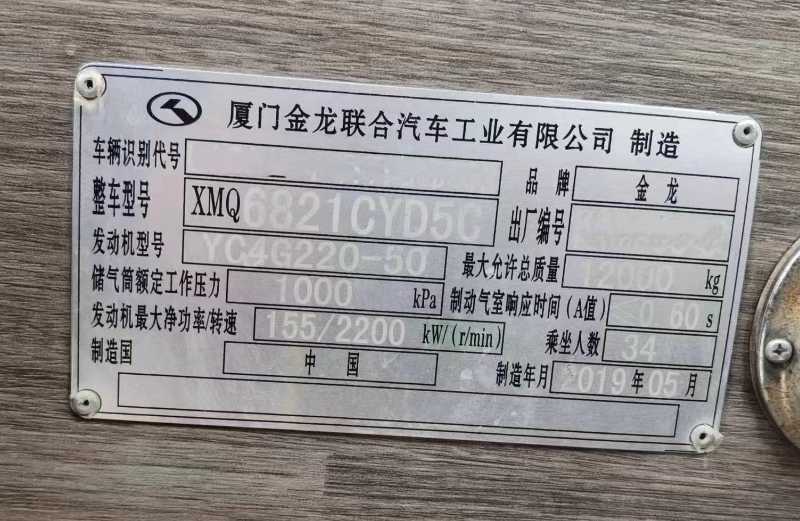 厦门金龙联合汽车工业有限公司 制造
车辆识别代号
品牌 金龙
整车型号 XMQ6821CYD5C
出厂编号
发动机型号 YC4G220-50
最大允许总质量 12000 kg
储气筒额定工作压力 1000 kPa
制动气室响应时间(A值) ≤0.60 s
发动机最大净功率/转速 155/2200 kW/(r/min)
乘坐人数 34
制造国 中国
制造年月 2019年05月